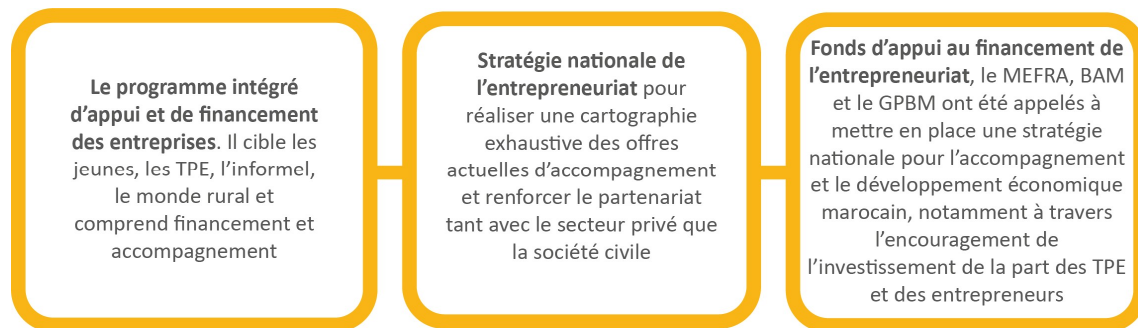 Le programme intégré
d’appui et de financement
des entreprises. Il cible les
jeunes, les TPE, l’informel,
le monde rural et
comprend financement et
accompagnement
Stratégie nationale de
l’entrepreneuriat pour
réaliser une cartographie
exhaustive des offres
actuelles d’accompagnement
et renforcer le partenariat
tant avec le secteur privé que
la société civile
Fonds d’appui au financement de
l’entrepreneuriat, le MEFRA, BAM
et le GPBM ont été appelés à
mettre en place une stratégie
nationale pour l’accompagnement
et le développement économique
marocain, notamment à travers
l’encouragement de
l’investissement de la part des TPE
et des entrepreneurs